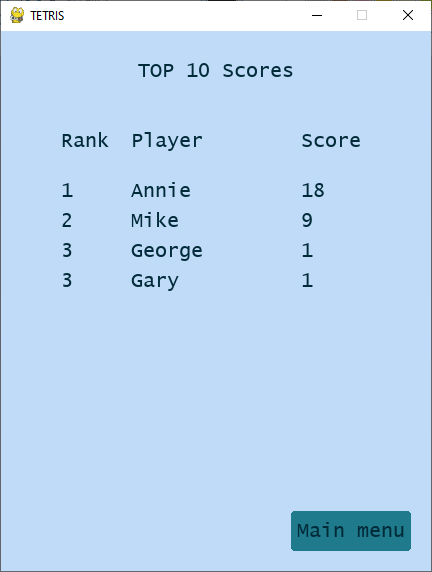 TETRIS
TOP 10 Scores
Rank Player Score
1 Annie 18
2 Mike 9
3 George 1
3 Gary 1
Main menu